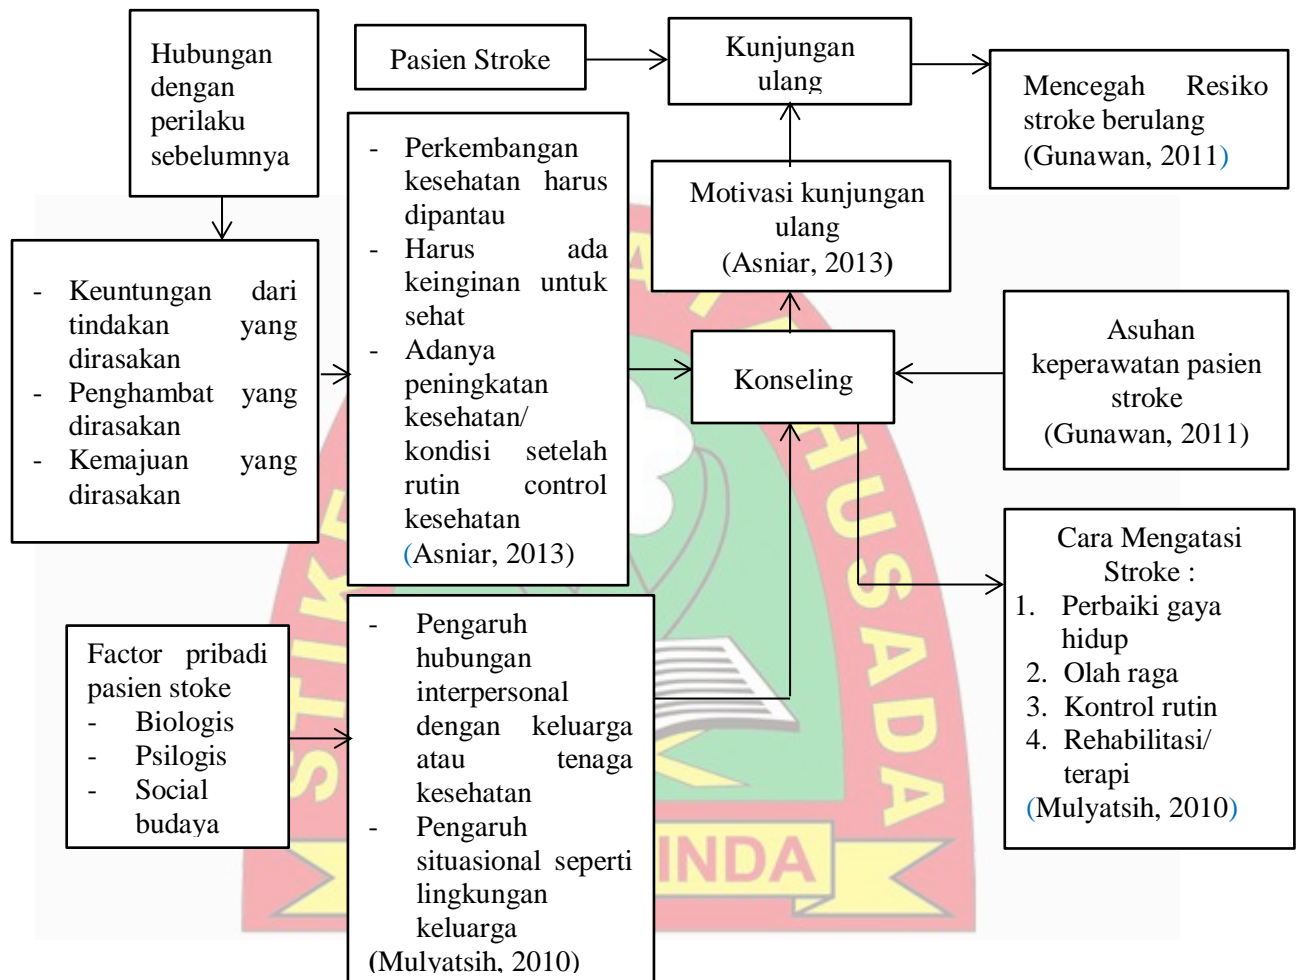 Hubungan
dengan
perilaku
sebelumnya
Pasien Stroke
Kunjungan
ulang
Mencegah Resiko
stroke berulang
(Gunawan, 2011)
- Perkembangan
kesehatan harus
dipantau
- Harus ada
keinginan untuk
sehat
- Adanya
peningkatan
kesehatan/
kondisi setelah
rutin control
kesehatan
(Asniar, 2013)
Motivasi kunjungan
ulang
(Asniar, 2013)
- Keuntungan dari
tindakan yang
dirasakan
- Penghambat yang
dirasakan
- Kemajuan yang
dirasakan
Konseling
Asuhan
keperawatan pasien
stroke
(Gunawan, 2011)
Cara Mengatasi
Stroke :
1. Perbaiki gaya
hidup
2. Olah raga
3. Kontrol rutin
4. Rehabilitasi/
terapi
(Mulyatsih, 2010)
Factor pribadi
pasien stoke
- Biologis
- Psilogis
- Social
budaya
- Pengaruh
hubungan
interpersonal
dengan keluarga
atau tenaga
kesehatan
- Pengaruh
situasional seperti
lingkungan
keluarga
(Mulyatsih, 2010)
HUSADA
INDA